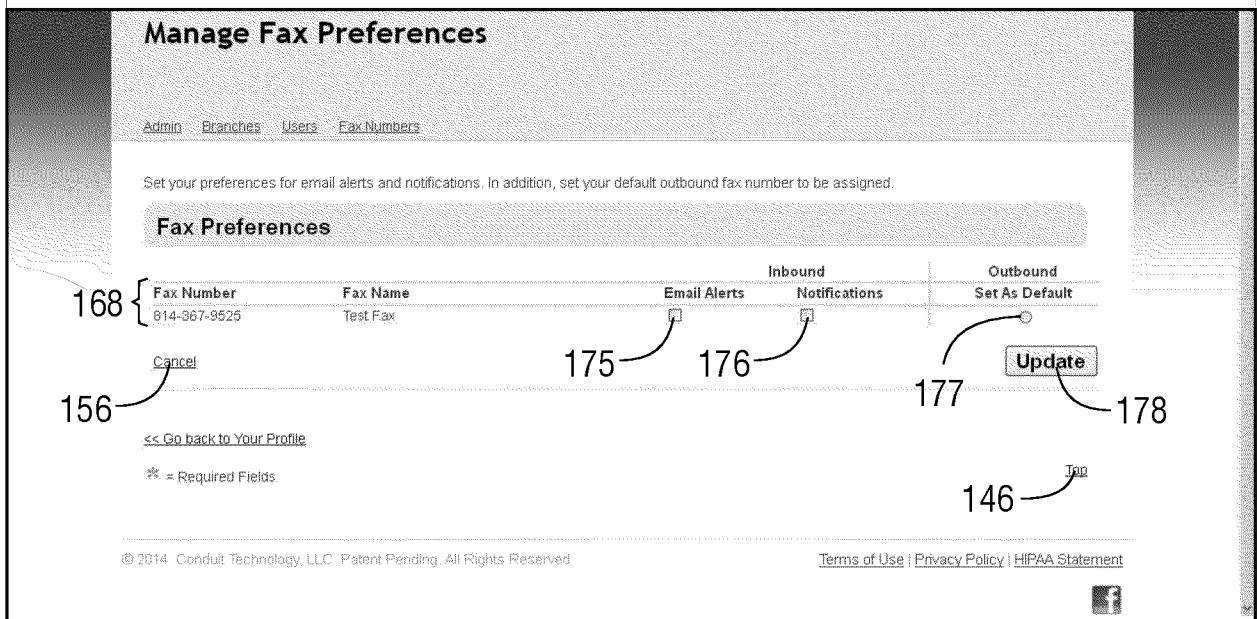 Manage Fax Preferences
Admin Branches Users Fax Numbers
Set your preferences for email alerts and notifications. In addition, set your default outbound fax number to be assigned.
Fax Preferences
Inbound Outbound
168 Fax Number Fax Name Email Alerts Notifications Set As Default
814-367-9525 Test Fax
Cancel 175 176 177 Update
156 178
<< Go back to Your Profile
* = Required Fields
Top
146
© 2014 Conduit Technology, LLC Patent Pending. All Rights Reserved
Terms of Use | Privacy Policy | HIPAA Statement
f